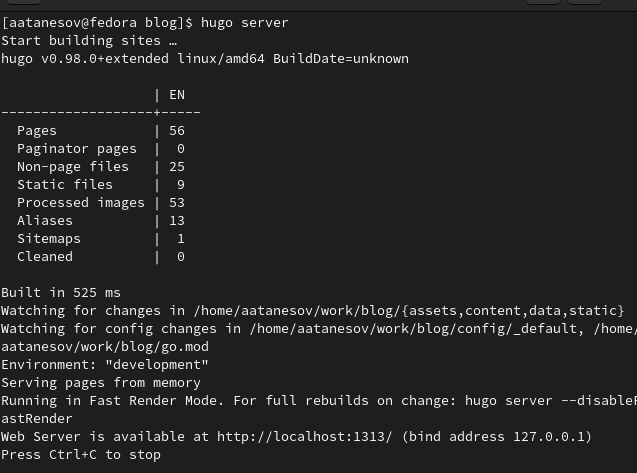 [aatanesov@fedora blog]$ hugo server
Start building sites …
hugo v0.98.0+extended linux/amd64 BuildDate=unknown
                   | EN
-------------------+-----
  Pages            | 56
  Paginator pages  |  0
  Non-page files   | 25
  Static files     |  9
  Processed images | 53
  Aliases          | 13
  Sitemaps         |  1
  Cleaned          |  0
Built in 525 ms
Watching for changes in /home/aatanesov/work/blog/{assets,content,data,static}
Watching for config changes in /home/aatanesov/work/blog/config/_default, /home/
aatanesov/work/blog/go.mod
Environment: "development"
Serving pages from memory
Running in Fast Render Mode. For full rebuilds on change: hugo server --disableF
astRender
Web Server is available at http://localhost:1313/ (bind address 127.0.0.1)
Press Ctrl+C to stop